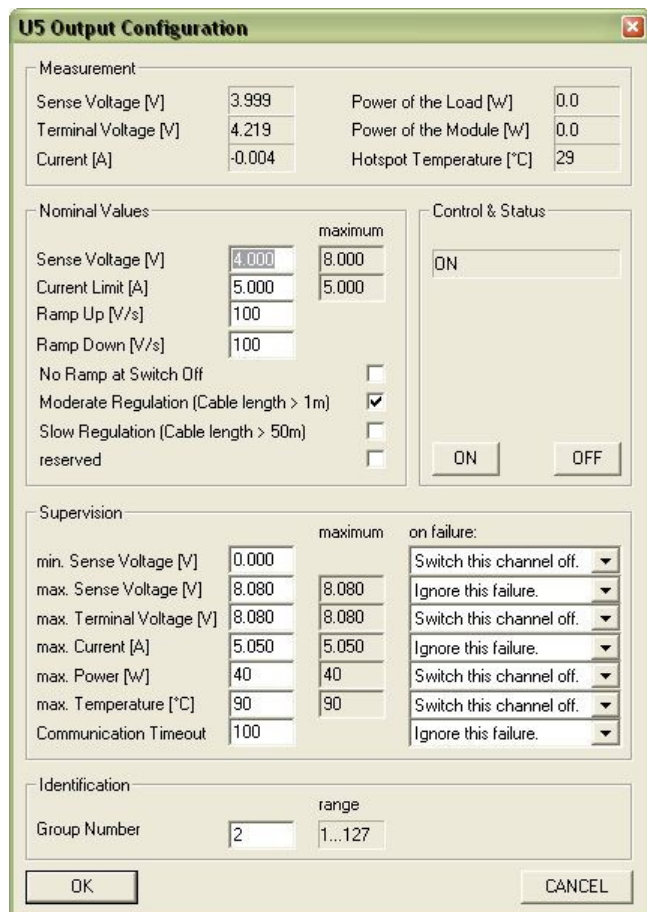 U5 Output Configuration
Measurement
Sense Voltage [V] 3.999 Power of the Load [W] 0.0
Terminal Voltage [V] 4.219 Power of the Module [W] 0.0
Current [A] -0.004 Hotspot Temperature [°C] 29
Nominal Values
maximum
Sense Voltage [V] 4.000 8.000
Current Limit [A] 5.000 5.000
Ramp Up [V/s] 100
Ramp Down [V/s] 100
No Ramp at Switch Off
Moderate Regulation (Cable length > 1m)
Slow Regulation (Cable length > 50m)
reserved
Control & Status
ON
ON OFF
Supervision
maximum on failure:
min. Sense Voltage [V] 0.000 Switch this channel off.
max. Sense Voltage [V] 8.080 8.080 Ignore this failure.
max. Terminal Voltage [V] 8.080 8.080 Switch this channel off.
max. Current [A] 5.050 5.050 Ignore this failure.
max. Power [W] 40 40 Switch this channel off.
max. Temperature [°C] 90 90 Switch this channel off.
Communication Timeout 100 Ignore this failure.
Identification
range
Group Number 2 1...127
OK CANCEL